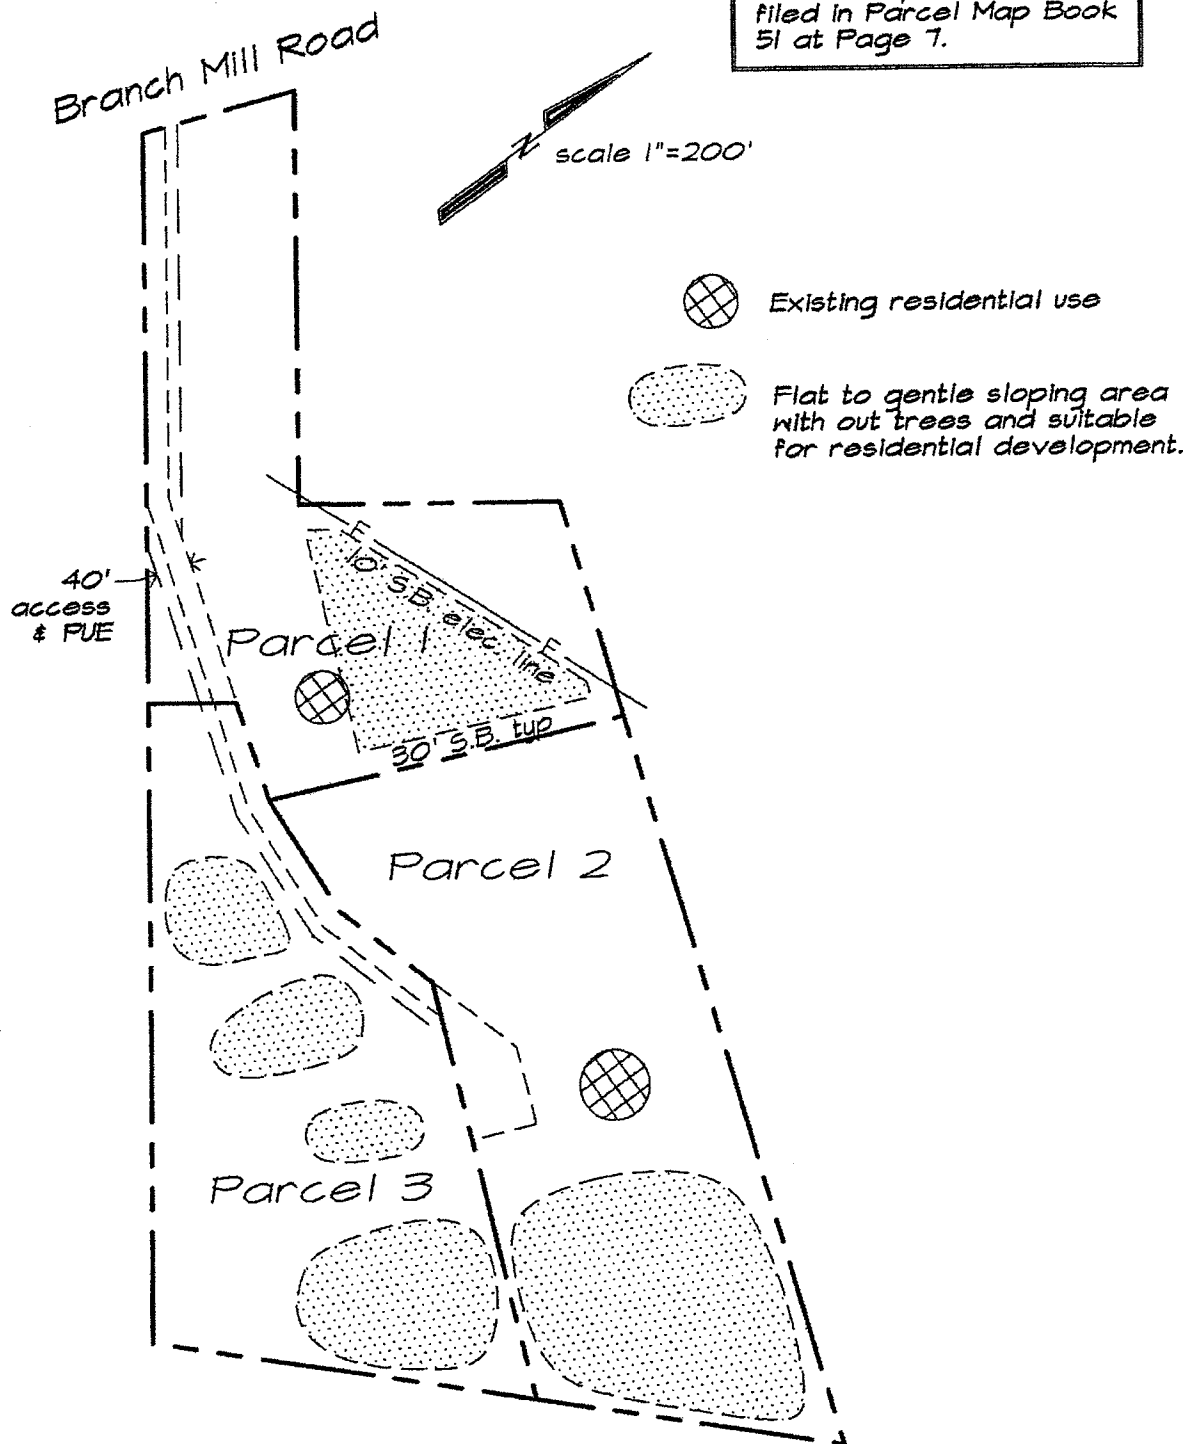 filed in Parcel Map Book
51 at Page 7.
Branch Mill Road
N
scale 1"=200'
Existing residential use
Flat to gentle sloping area
with out trees and suitable
for residential development.
E
10' S.B. elec. line
E
40'
access
& PUE
Parcel 1
30' S.B. typ
Parcel 2
Parcel 3